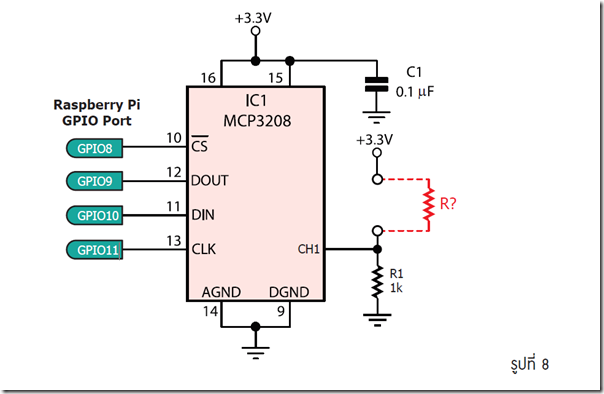 +3.3V
16
15
C1
0.1 µF
IC1
MCP3208
Raspberry Pi
GPIO Port
+3.3V
GPIO8
10
CS
GPIO9
12
DOUT
R?
GPIO10
11
DIN
GPIO11
13
CLK
CH1
R1
1k
AGND
DGND
14
9
รูปที่ 8